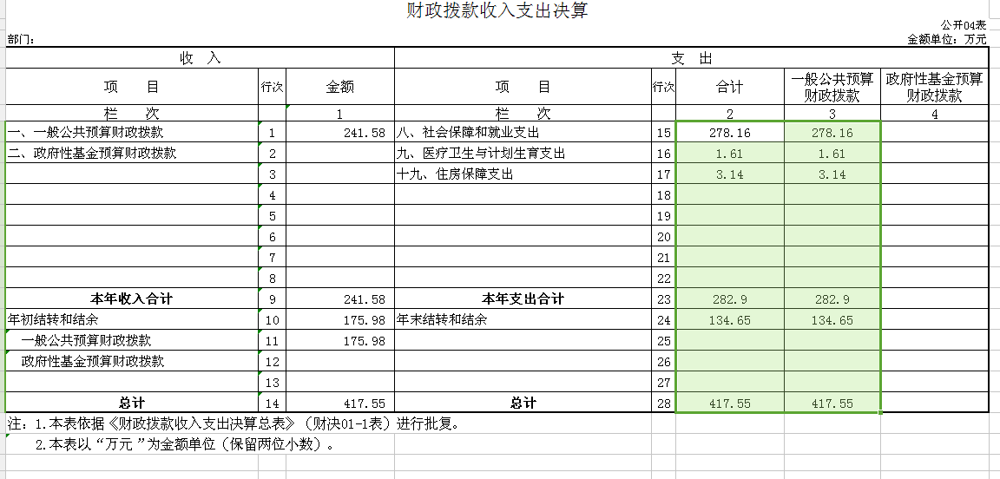 财政拨款收入支出决算
公开04表
部门：
金额单位：万元
收 入 支 出
项 目 行次 金额 项 目 行次 合计 一般公共预算财政拨款 政府性基金预算财政拨款
栏 次 1 栏 次 2 3 4
一、一般公共预算财政拨款 1 241.58 八、社会保障和就业支出 15 278.16 278.16
二、政府性基金预算财政拨款 2 九、医疗卫生与计划生育支出 16 1.61 1.61
3 十九、住房保障支出 17 3.14 3.14
4 18
5 19
6 20
7 21
8 22
本年收入合计 9 241.58 本年支出合计 23 282.9 282.9
年初结转和结余 10 175.98 年末结转和结余 24 134.65 134.65
一般公共预算财政拨款 11 175.98 25
政府性基金预算财政拨款 12 26
13 27
总计 14 417.55 总计 28 417.55 417.55
注：1.本表依据《财政拨款收入支出决算总表》（财决01-1表）进行批复。
2.本表以“万元 ”为金额单位（保留两位小数）。